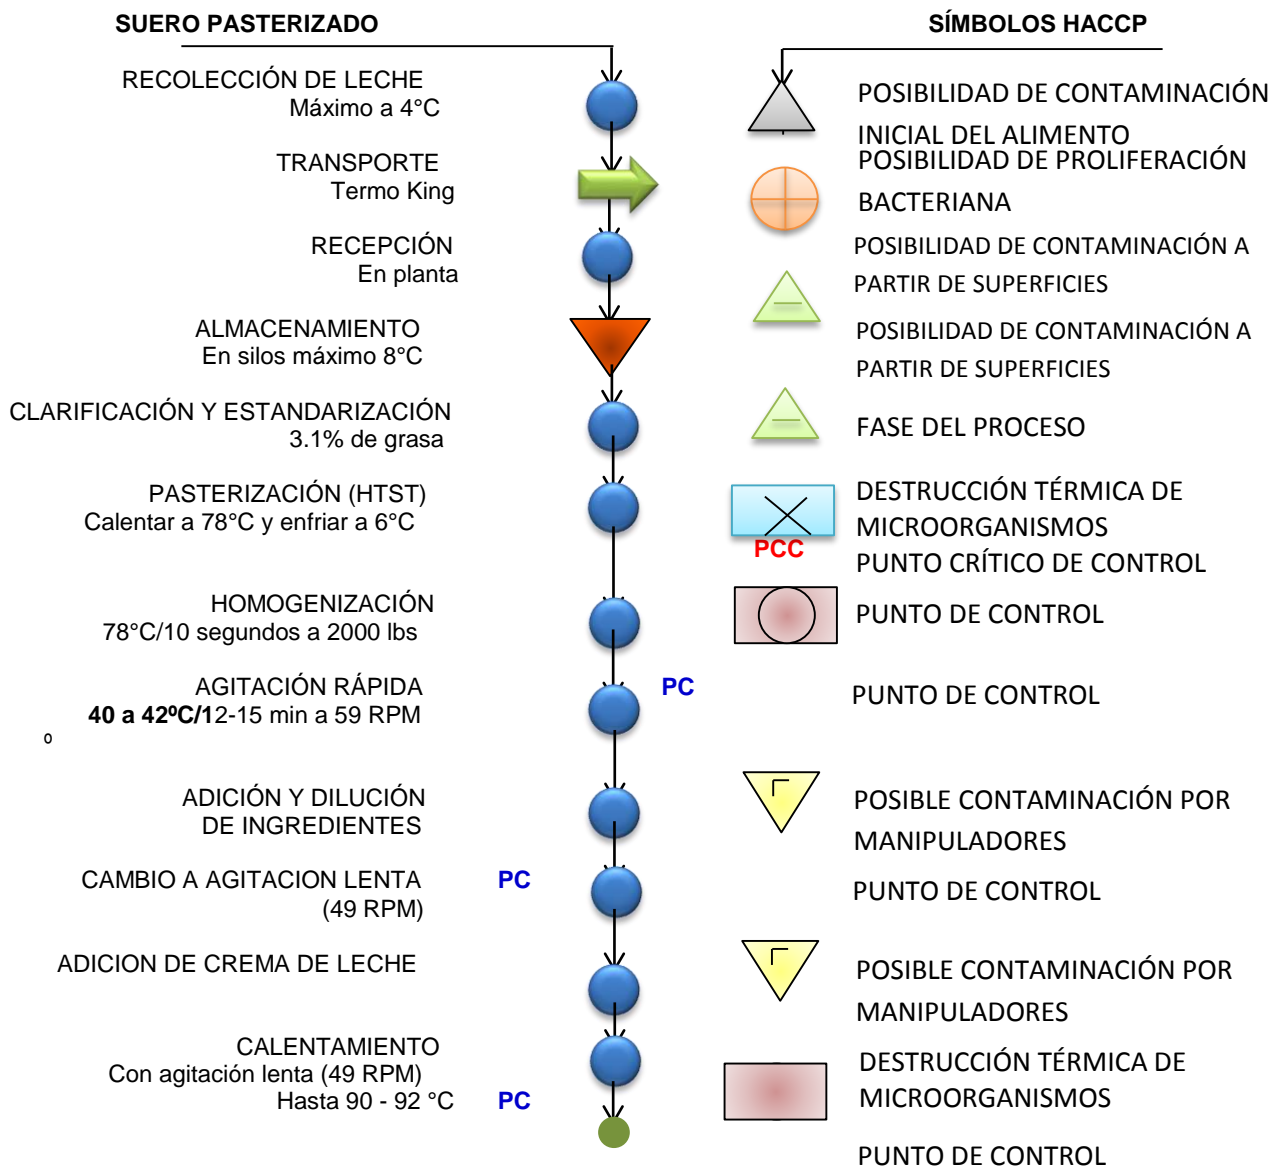 SUERO PASTERIZADO
RECOLECCIÓN DE LECHE
Máximo a 4°C
TRANSPORTE
Termo King
RECEPCIÓN
En planta
ALMACENAMIENTO
En silos máximo 8°C
CLARIFICACIÓN Y ESTANDARIZACIÓN
3.1% de grasa
PASTERIZACIÓN (HTST)
Calentar a 78°C y enfriar a 6°C
HOMOGENIZACIÓN
78°C/10 segundos a 2000 lbs
AGITACIÓN RÁPIDA
PC
40 a 42ºC/12-15 min a 59 RPM
o
ADICIÓN Y DILUCIÓN
DE INGREDIENTES
CAMBIO A AGITACION LENTA
PC
(49 RPM)
ADICION DE CREMA DE LECHE
CALENTAMIENTO
Con agitación lenta (49 RPM)
Hasta 90 - 92 °C
PC
SÍMBOLOS HACCP
POSIBILIDAD DE CONTAMINACIÓN
INICIAL DEL ALIMENTO
POSIBILIDAD DE PROLIFERACIÓN
BACTERIANA
POSIBILIDAD DE CONTAMINACIÓN A
PARTIR DE SUPERFICIES
POSIBILIDAD DE CONTAMINACIÓN A
PARTIR DE SUPERFICIES
FASE DEL PROCESO
DESTRUCCIÓN TÉRMICA DE
MICROORGANISMOS
PCC
PUNTO CRÍTICO DE CONTROL
PUNTO DE CONTROL
PUNTO DE CONTROL
POSIBLE CONTAMINACIÓN POR
MANIPULADORES
PUNTO DE CONTROL
POSIBLE CONTAMINACIÓN POR
MANIPULADORES
DESTRUCCIÓN TÉRMICA DE
MICROORGANISMOS
PUNTO DE CONTROL